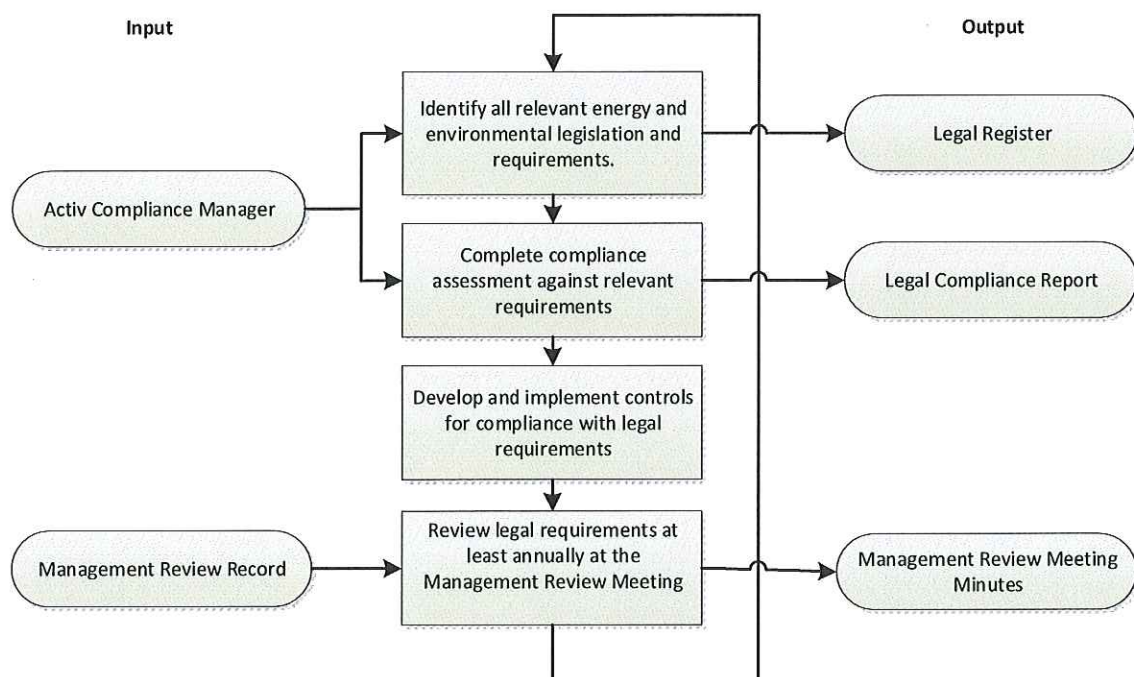 Input
Output
Identify all relevant energy and
environmental legislation and
requirements.
Legal Register
Activ Compliance Manager
Complete compliance
assessment against relevant
requirements
Legal Compliance Report
Develop and implement controls
for compliance with legal
requirements
Management Review Record
Review legal requirements at
least annually at the
Management Review Meeting
Management Review Meeting
Minutes